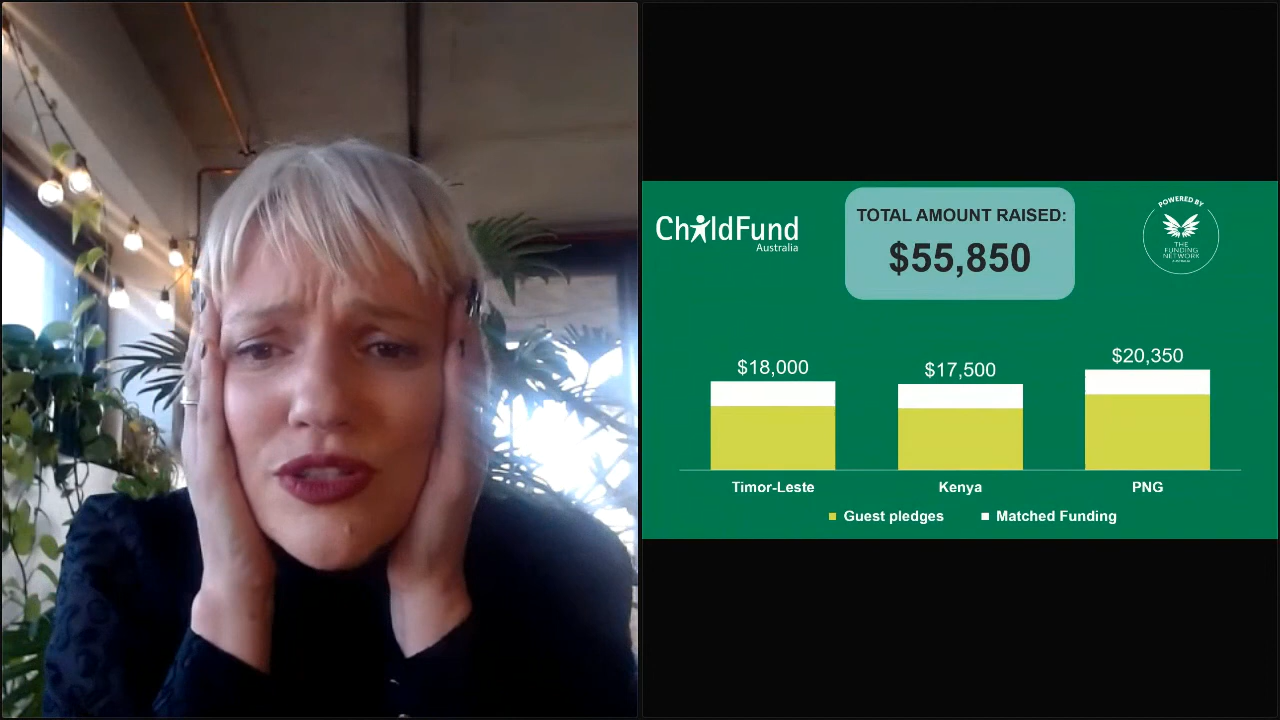 ChildFund
Australia
TOTAL AMOUNT RAISED:
$55,850
POWERED BY
THE
FUNDING
NETWORK
AUSTRALIA
$18,000
$17,500
$20,350
Timor-Leste
Kenya
PNG
Guest pledges
Matched Funding